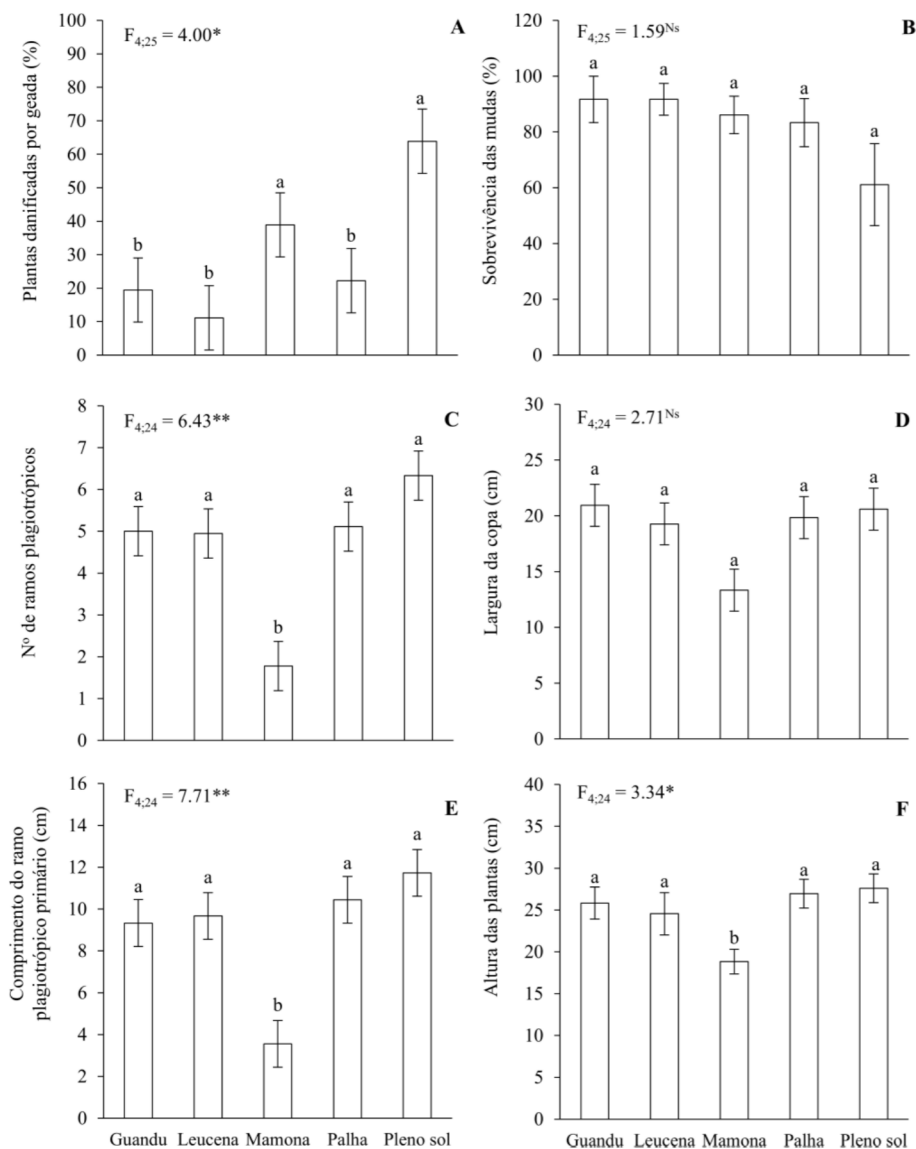 F4;25 = 4.00*
A
Plantas danificadas por geada (%)
100
90
80
70
60
50
40
30
20
10
0
b
b
a
b
a
F4;25 = 1.59Ns
B
Sobrevivência das mudas (%)
120
100
80
60
40
20
0
a
a
a
a
a
F4;24 = 6.43**
C
Nº de ramos plagiotrópicos
8
7
6
5
4
3
2
1
0
a
a
b
a
a
F4;24 = 2.71Ns
D
Largura da copa (cm)
30
25
20
15
10
5
0
a
a
a
a
a
F4;24 = 7.71**
E
Comprimento do ramo
plagiotrópico primário (cm)
16
14
12
10
8
6
4
2
0
a
a
b
a
a
Guandu Leucena Mamona Palha Pleno sol
F4;24 = 3.34*
F
Altura das plantas (cm)
40
35
30
25
20
15
10
5
0
a
a
b
a
a
Guandu Leucena Mamona Palha Pleno sol